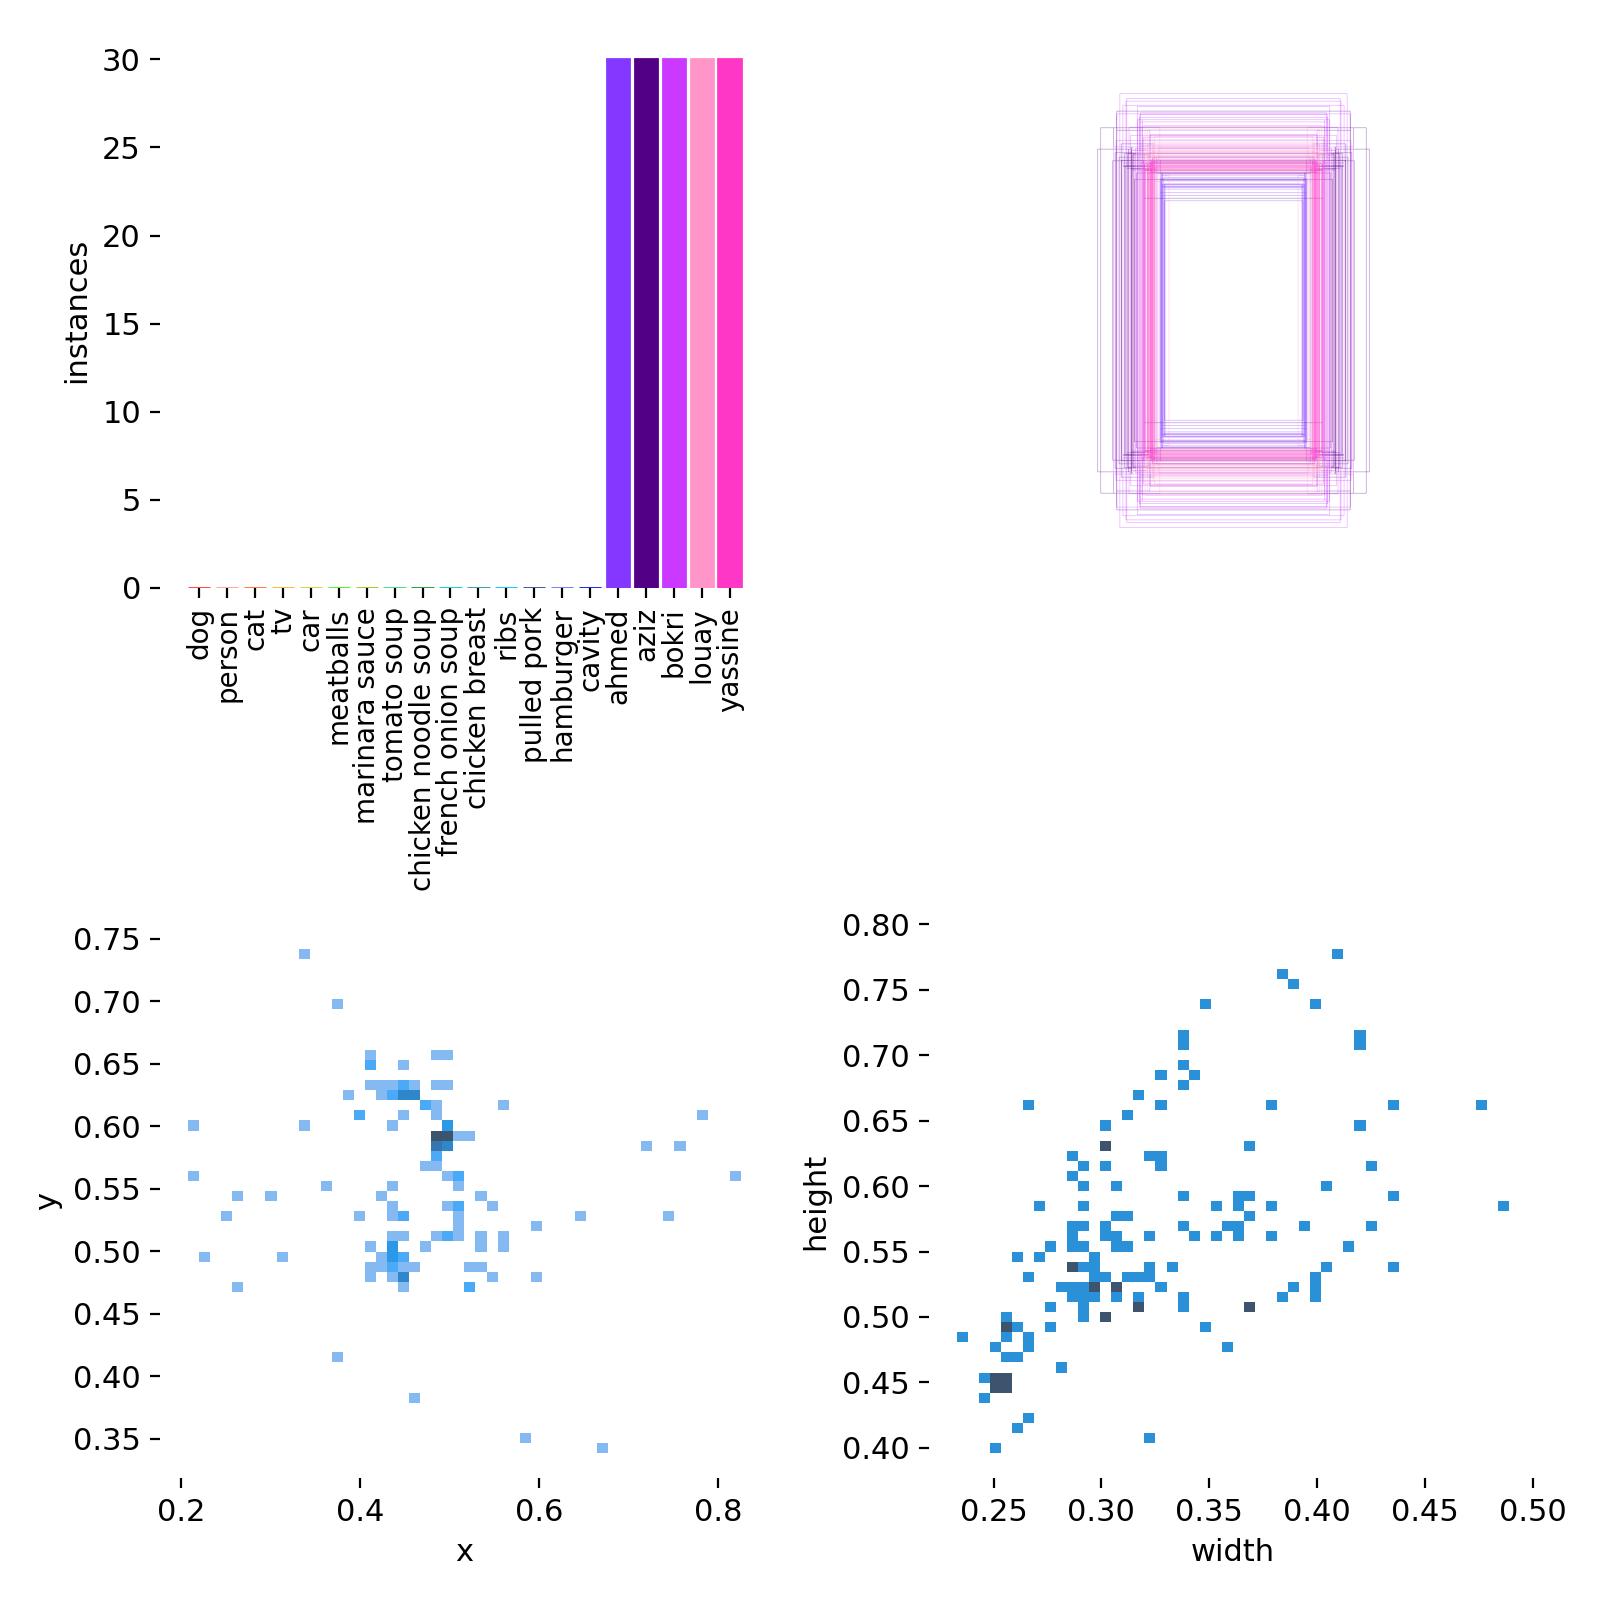 30
25
20
15
10
5
0
instances
dog
person
cat
tv
car
meatballs
marinara sauce
tomato soup
chicken noodle soup
french onion soup
chicken breast
ribs
pulled pork
hamburger
cavity
ahmed
aziz
bokri
louay
yassine
0.75
0.70
0.65
0.60
0.55
0.50
0.45
0.40
0.35
y
0.2 0.4 0.6 0.8
x
0.80
0.75
0.70
0.65
0.60
0.55
0.50
0.45
0.40
height
0.25 0.30 0.35 0.40 0.45 0.50
width